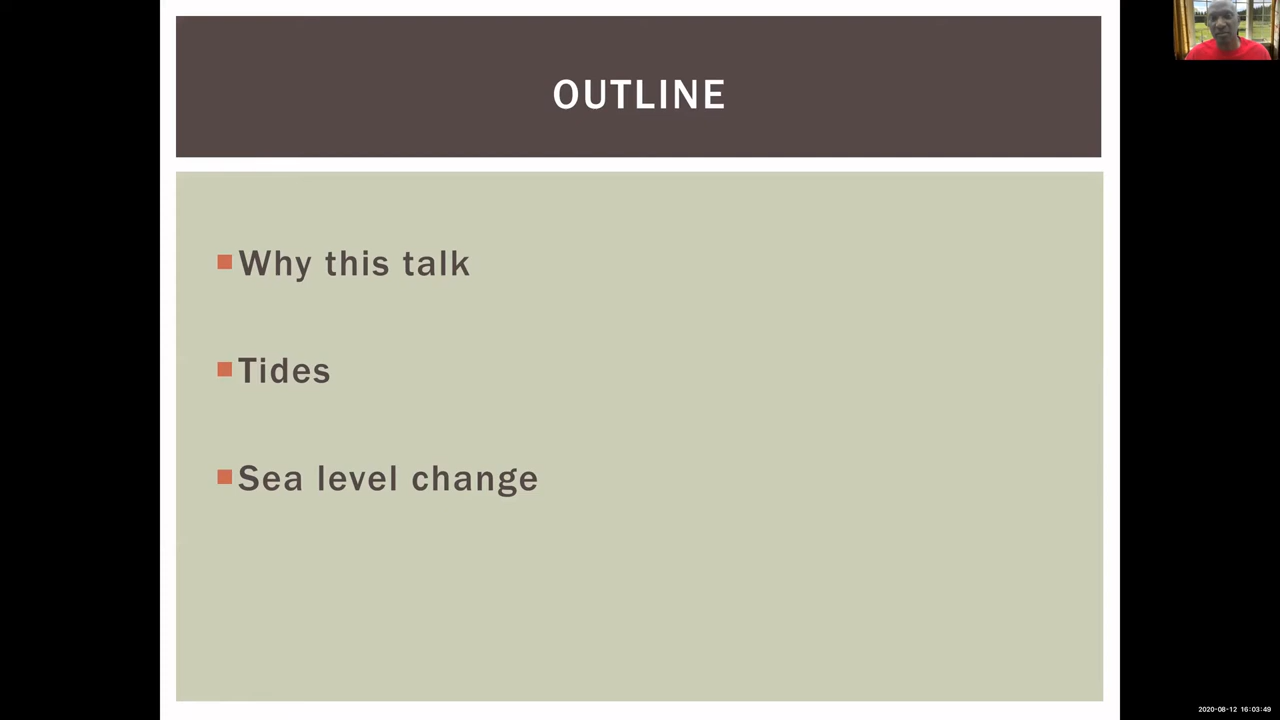 OUTLINE
Why this talk
Tides
Sea level change
2020-08-12 16:03:49